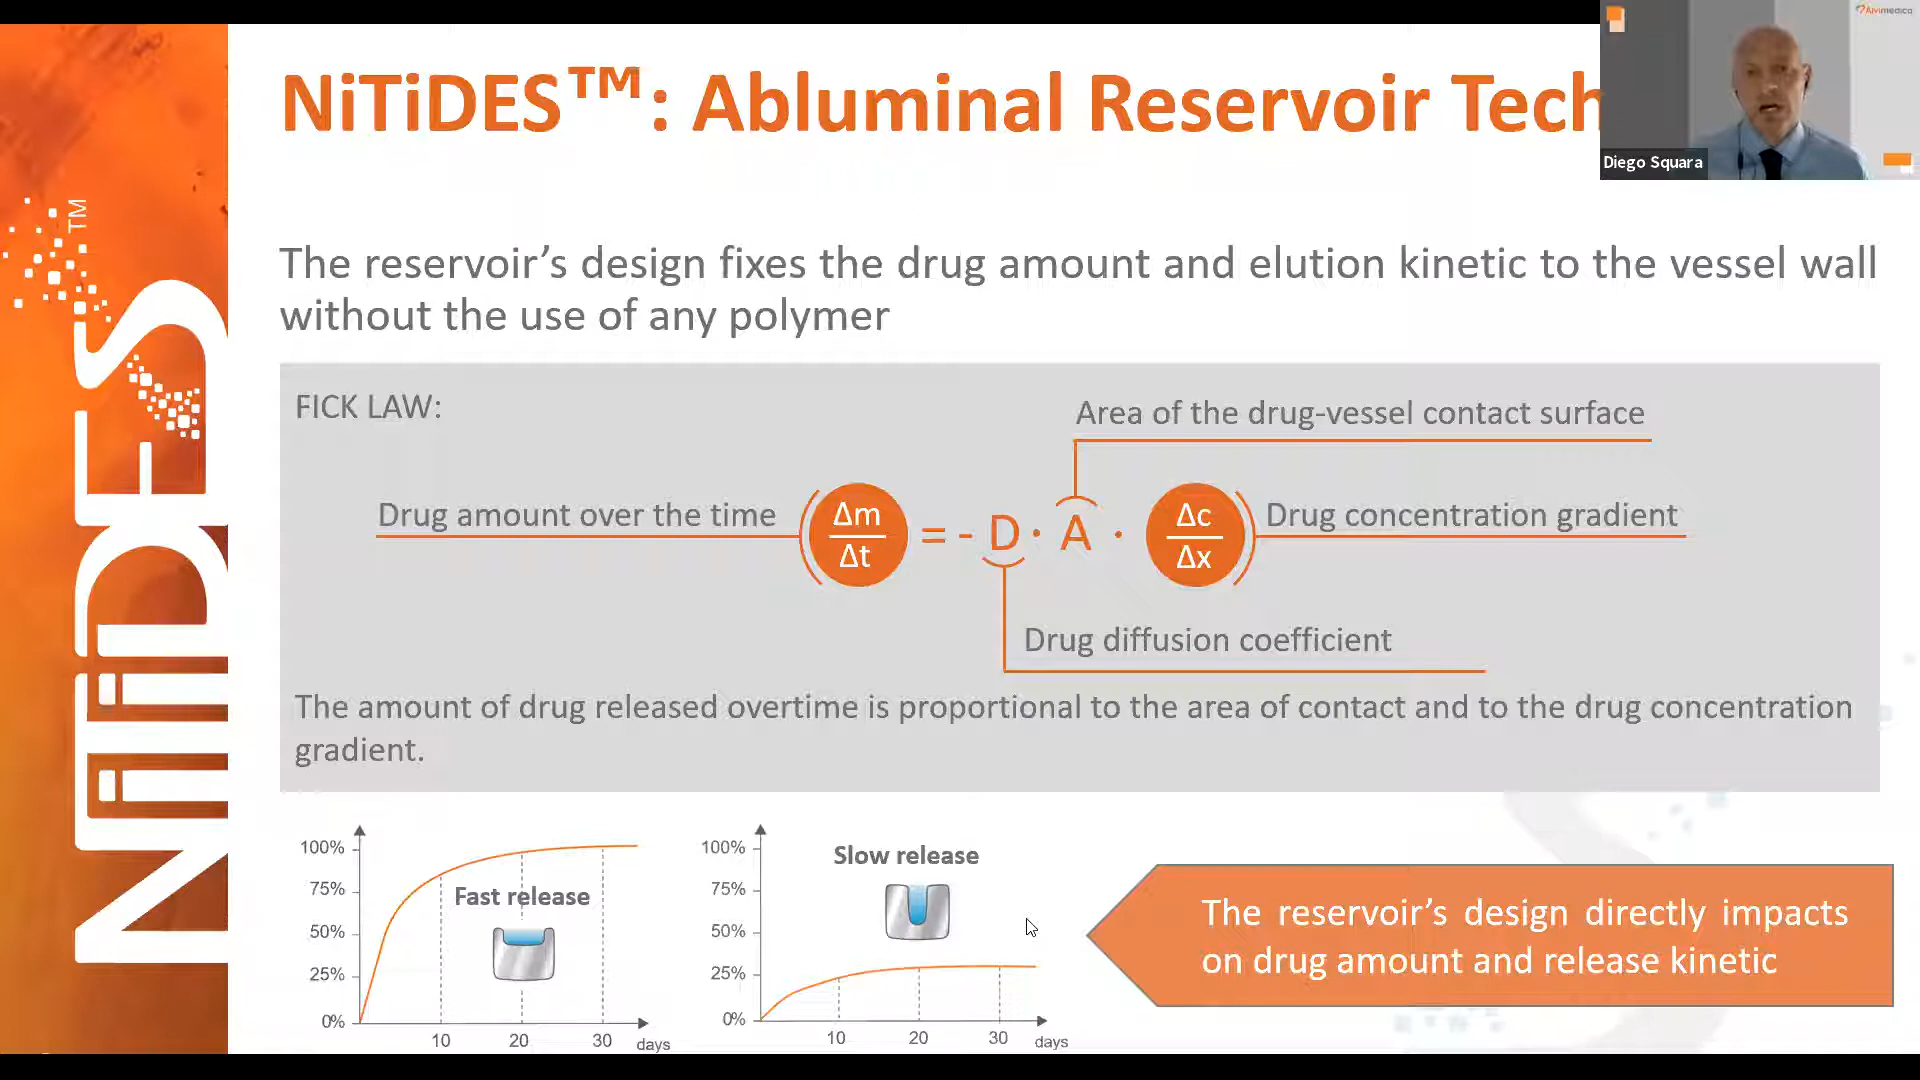 NiTiDES™: Abluminal Reservoir Tech
Alvimedica
Diego Squara
NiTiDES™
The reservoir’s design fixes the drug amount and elution kinetic to the vessel wall
without the use of any polymer
FICK LAW:
Area of the drug-vessel contact surface
Drug amount over the time
Δm
Δt
= - D · A ·
Δc
Δx
Drug concentration gradient
Drug diffusion coefficient
The amount of drug released overtime is proportional to the area of contact and to the drug concentration
gradient.
100%
75%
50%
25%
0%
Fast release
10 20 30 days
100%
75%
50%
25%
0%
Slow release
10 20 30 days
The reservoir’s design directly impacts
on drug amount and release kinetic